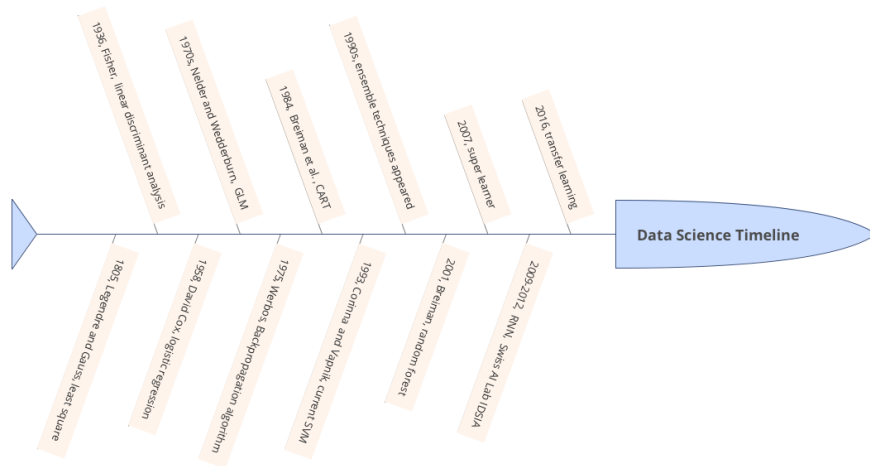 1936, Fisher, linear discriminant analysis
1970s, Nelder and Wedderburn, GLM
1984, Breiman et al., CART
1990s, ensemble techniques appeared
2007, super learner
2016, transfer learning
Data Science Timeline
1805, Legendre and Gauss, least square
1958, David Cox, logistic regression
1975, Werbos, Backpropagation algorithm
1993, Corinna and Vapnik, current SVM
2001, Breiman, random forest
2009-2012, RNN, Swiss AI Lab IDSIA